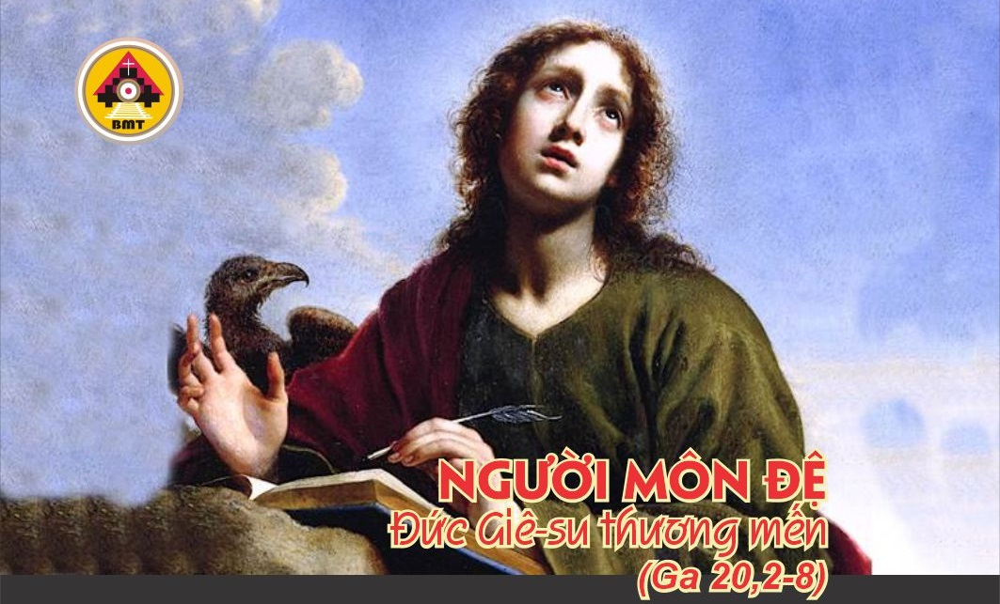 BMT
NGƯỜI MÔN ĐỆ
Đức Giê-su thương mến
(Ga 20,2-8)